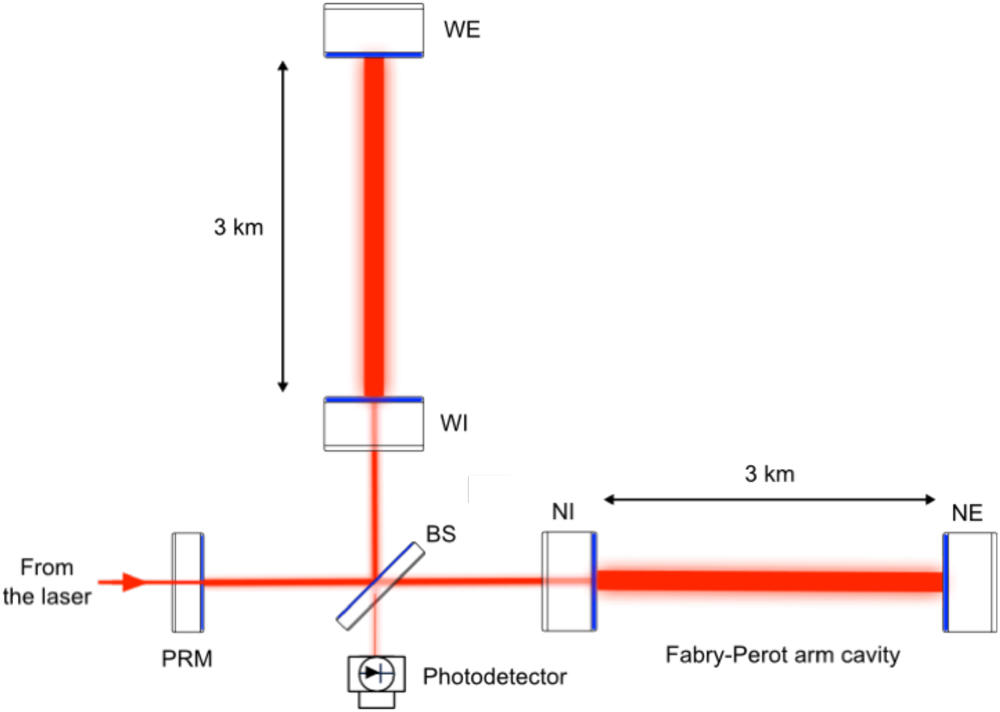 WE
3 km
WI
3 km
NI
NE
BS
From
the laser
PRM
Fabry-Perot arm cavity
Photodetector